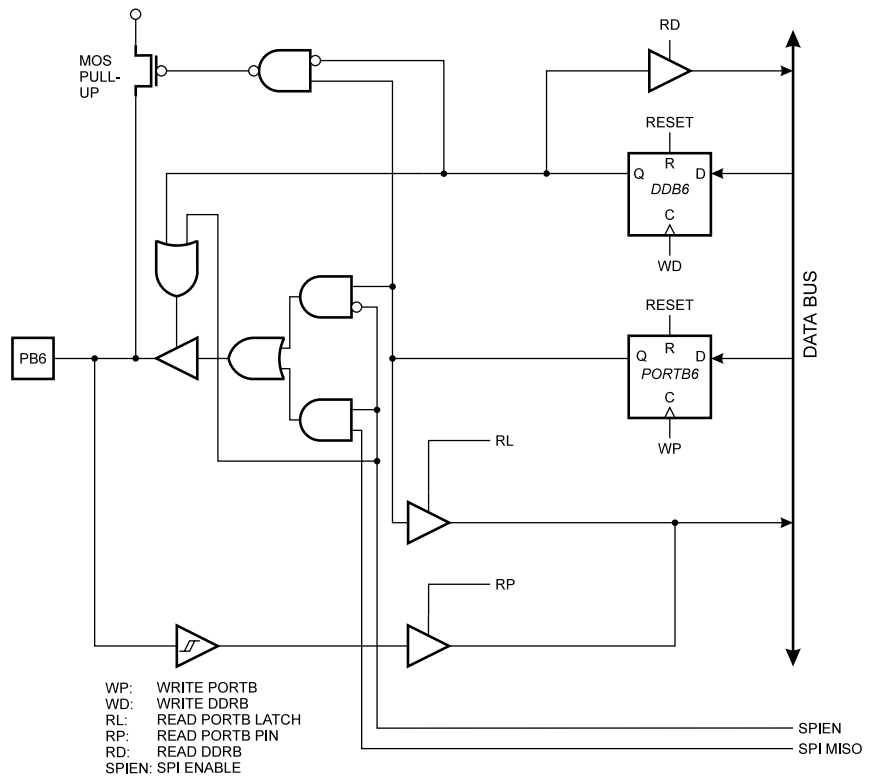 RD
MOS
PULL-
UP
RESET
R
Q
D
DDB6
C
WD
RESET
R
Q
D
PORTB6
C
WP
PB6
DATA BUS
RL
RP
WP: WRITE PORTB
WD: WRITE DDRB
RL: READ PORTB LATCH
RP: READ PORTB PIN
RD: READ DDRB
SPIEN: SPI ENABLE
SPIEN
SPI MISO